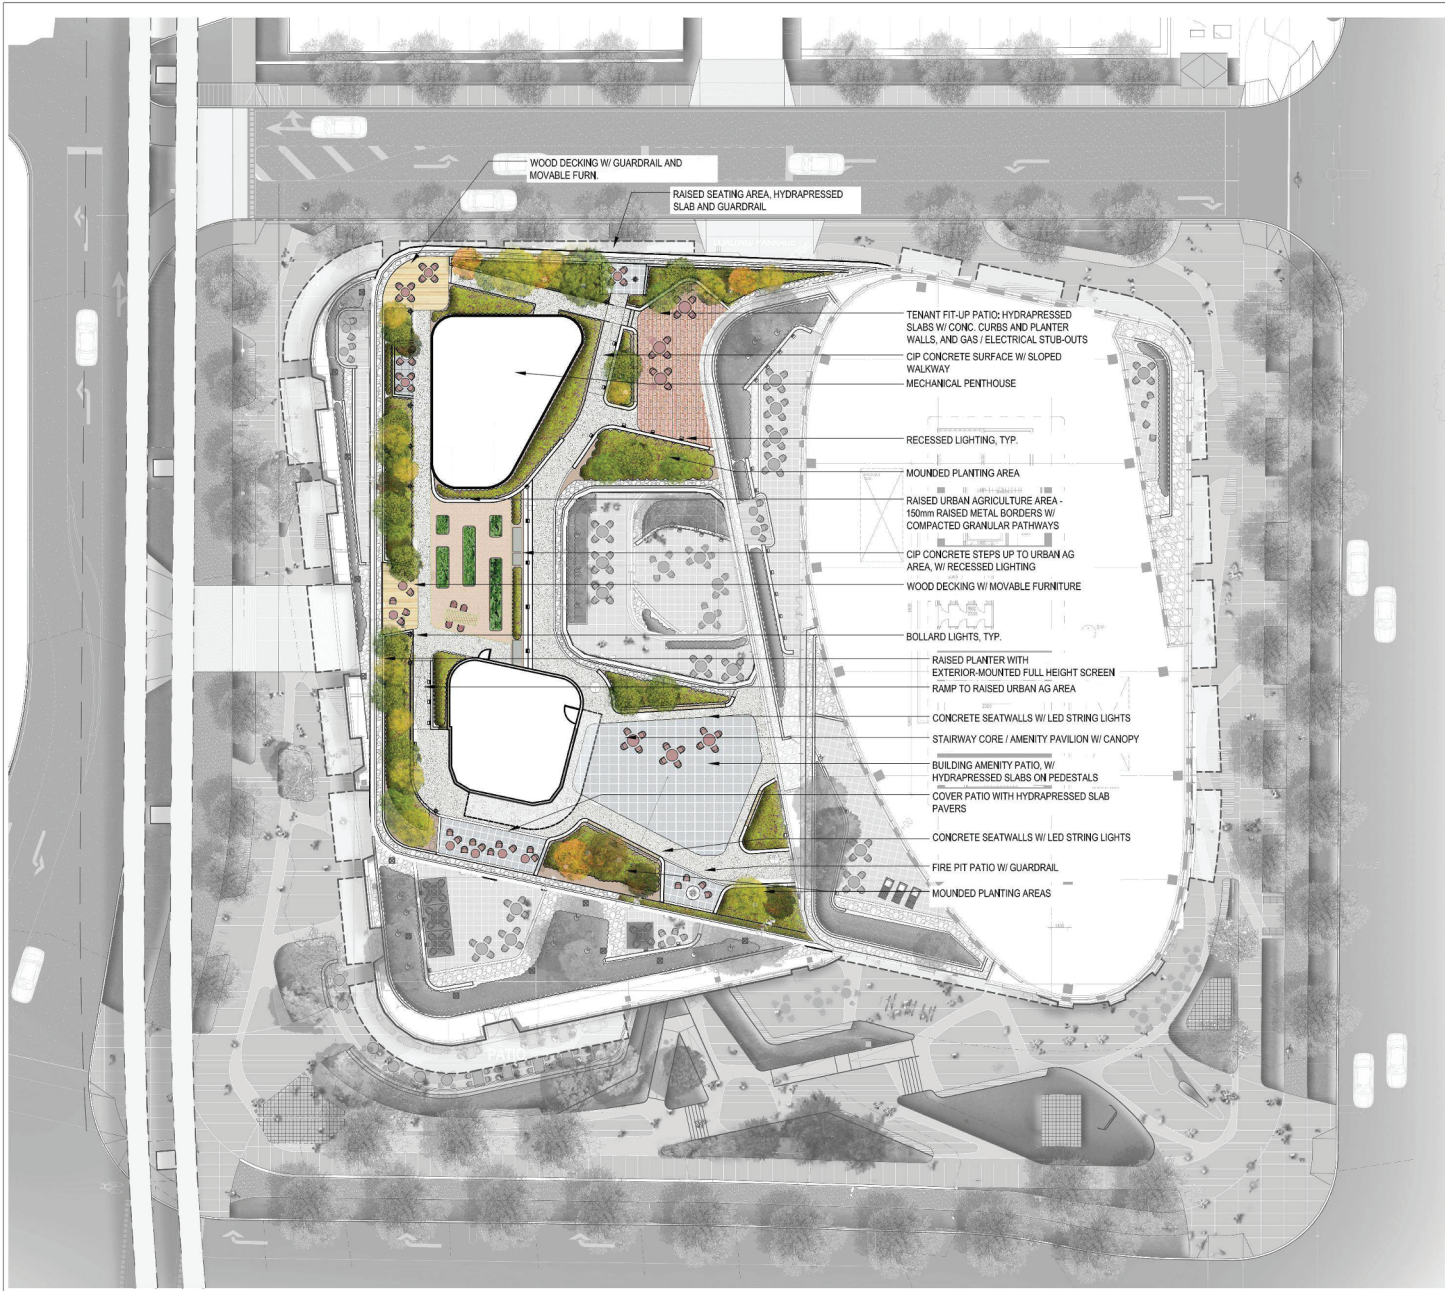 WOOD DECKING W/ GUARDRAIL AND
MOVABLE FURN.
RAISED SEATING AREA, HYDRAPRESSED
SLAB AND GUARDRAIL
TENANT FIT-UP PATIO: HYDRAPRESSED
SLABS W/ CONC. CURBS AND PLANTER
WALLS, AND GAS / ELECTRICAL STUB-OUTS
CIP CONCRETE SURFACE W/ SLOPED
WALKWAY
MECHANICAL PENTHOUSE
RECESSED LIGHTING, TYP.
MOUNDED PLANTING AREA
RAISED URBAN AGRICULTURE AREA -
150mm RAISED METAL BORDERS W/
COMPACTED GRANULAR PATHWAYS
CIP CONCRETE STEPS UP TO URBAN AG
AREA, W/ RECESSED LIGHTING
WOOD DECKING W/ MOVABLE FURNITURE
BOLLARD LIGHTS, TYP.
RAISED PLANTER WITH
EXTERIOR-MOUNTED FULL HEIGHT SCREEN
RAMP TO RAISED URBAN AG AREA
CONCRETE SEATWALLS W/ LED STRING LIGHTS
STAIRWAY CORE / AMENITY PAVILION W/ CANOPY
BUILDING AMENITY PATIO, W/
HYDRAPRESSED SLABS ON PEDESTALS
COVER PATIO WITH HYDRAPRESSED SLAB
PAVERS
CONCRETE SEATWALLS W/ LED STRING LIGHTS
FIRE PIT PATIO W/ GUARDRAIL
MOUNDED PLANTING AREAS
PATIO